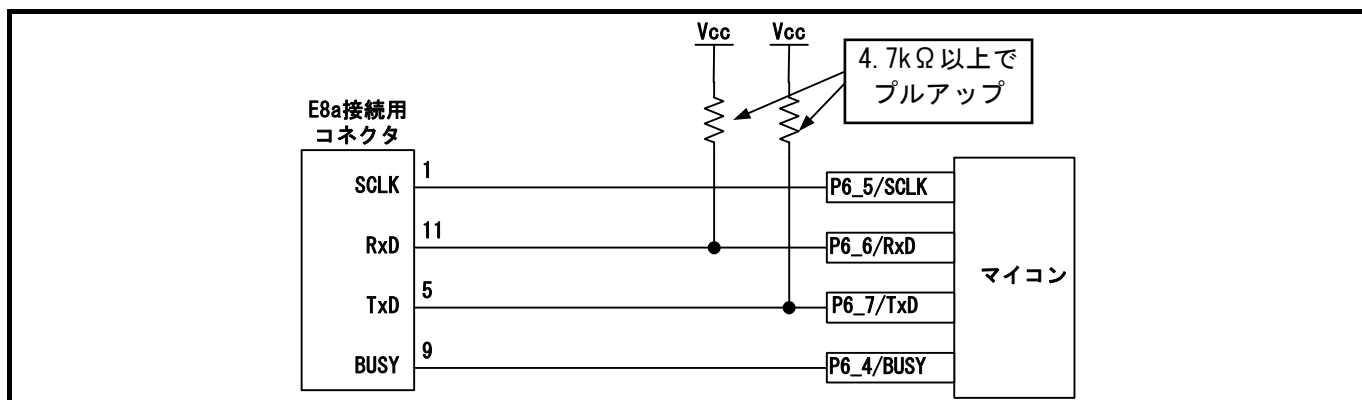 Vcc Vcc
4.7kΩ以上で
プルアップ
E8a接続用
コネクタ
SCLK 1 P6_5/SCLK
RxD 11 P6_6/RxD
マイコン
TxD 5 P6_7/TxD
BUSY 9 P6_4/BUSY